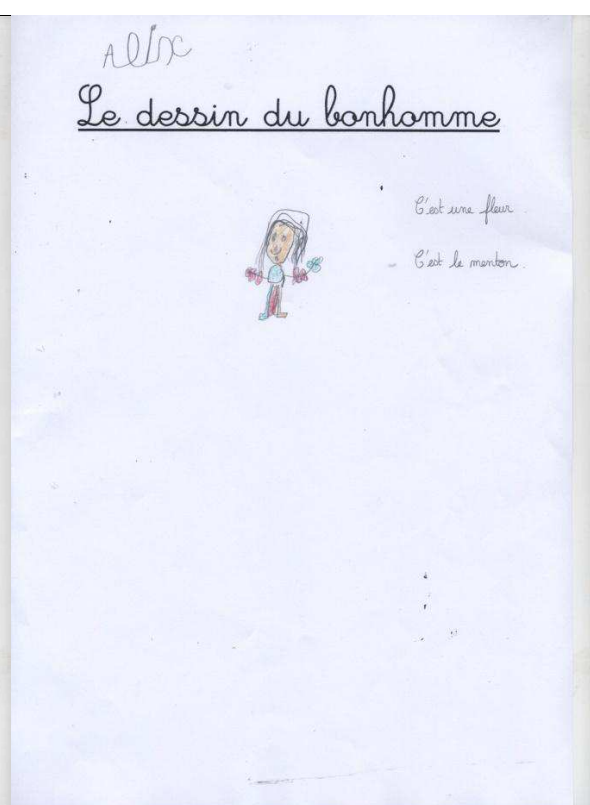 Alix
Le dessin du bonhomme
C'est une fleur.
C'est le menton.